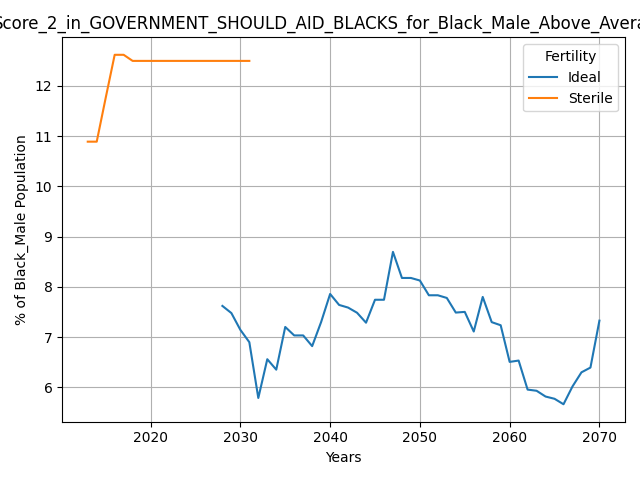 Score_2_in_GOVERNMENT_SHOULD_AID_BLACKS_for_Black_Male_Above_Avera
Fertility
Ideal
Sterile
12
11
10
9
8
7
6
% of Black_Male Population
2020 2030 2040 2050 2060 2070
Years